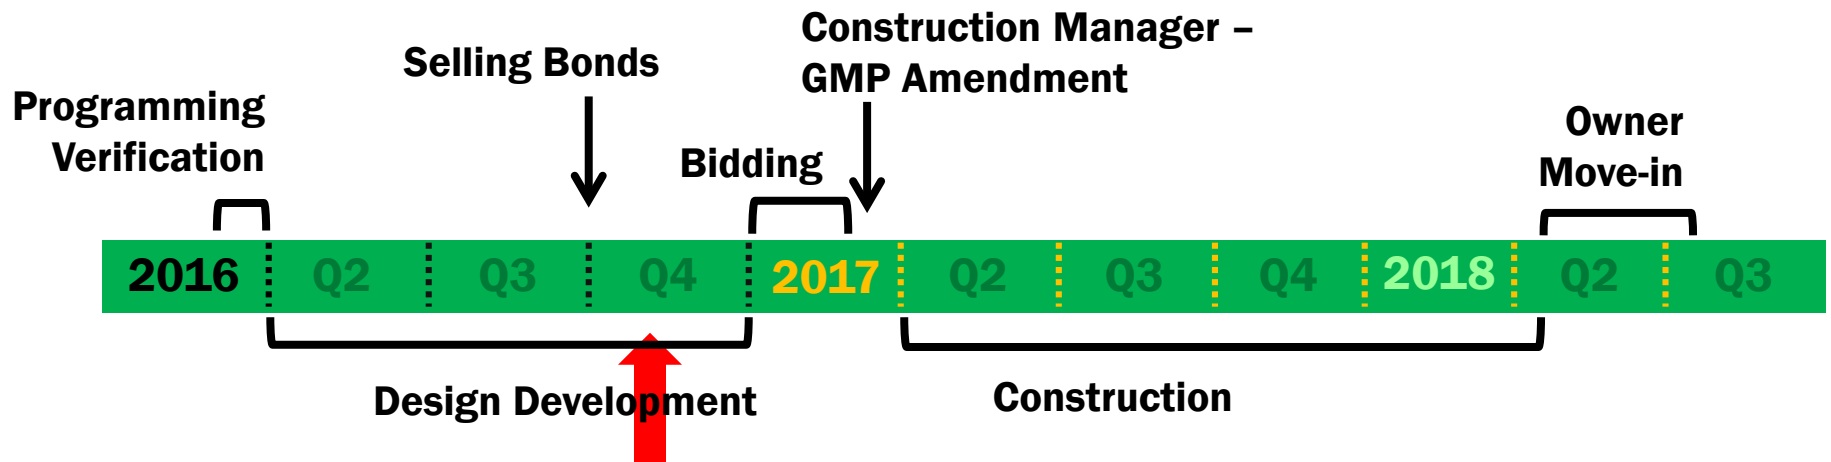 Construction Manager –
GMP Amendment
Selling Bonds
Programming
Verification
Bidding
Owner
Move-in
2016 Q2 Q3 Q4 2017 Q2 Q3 Q4 2018 Q2 Q3
Design Development
Construction